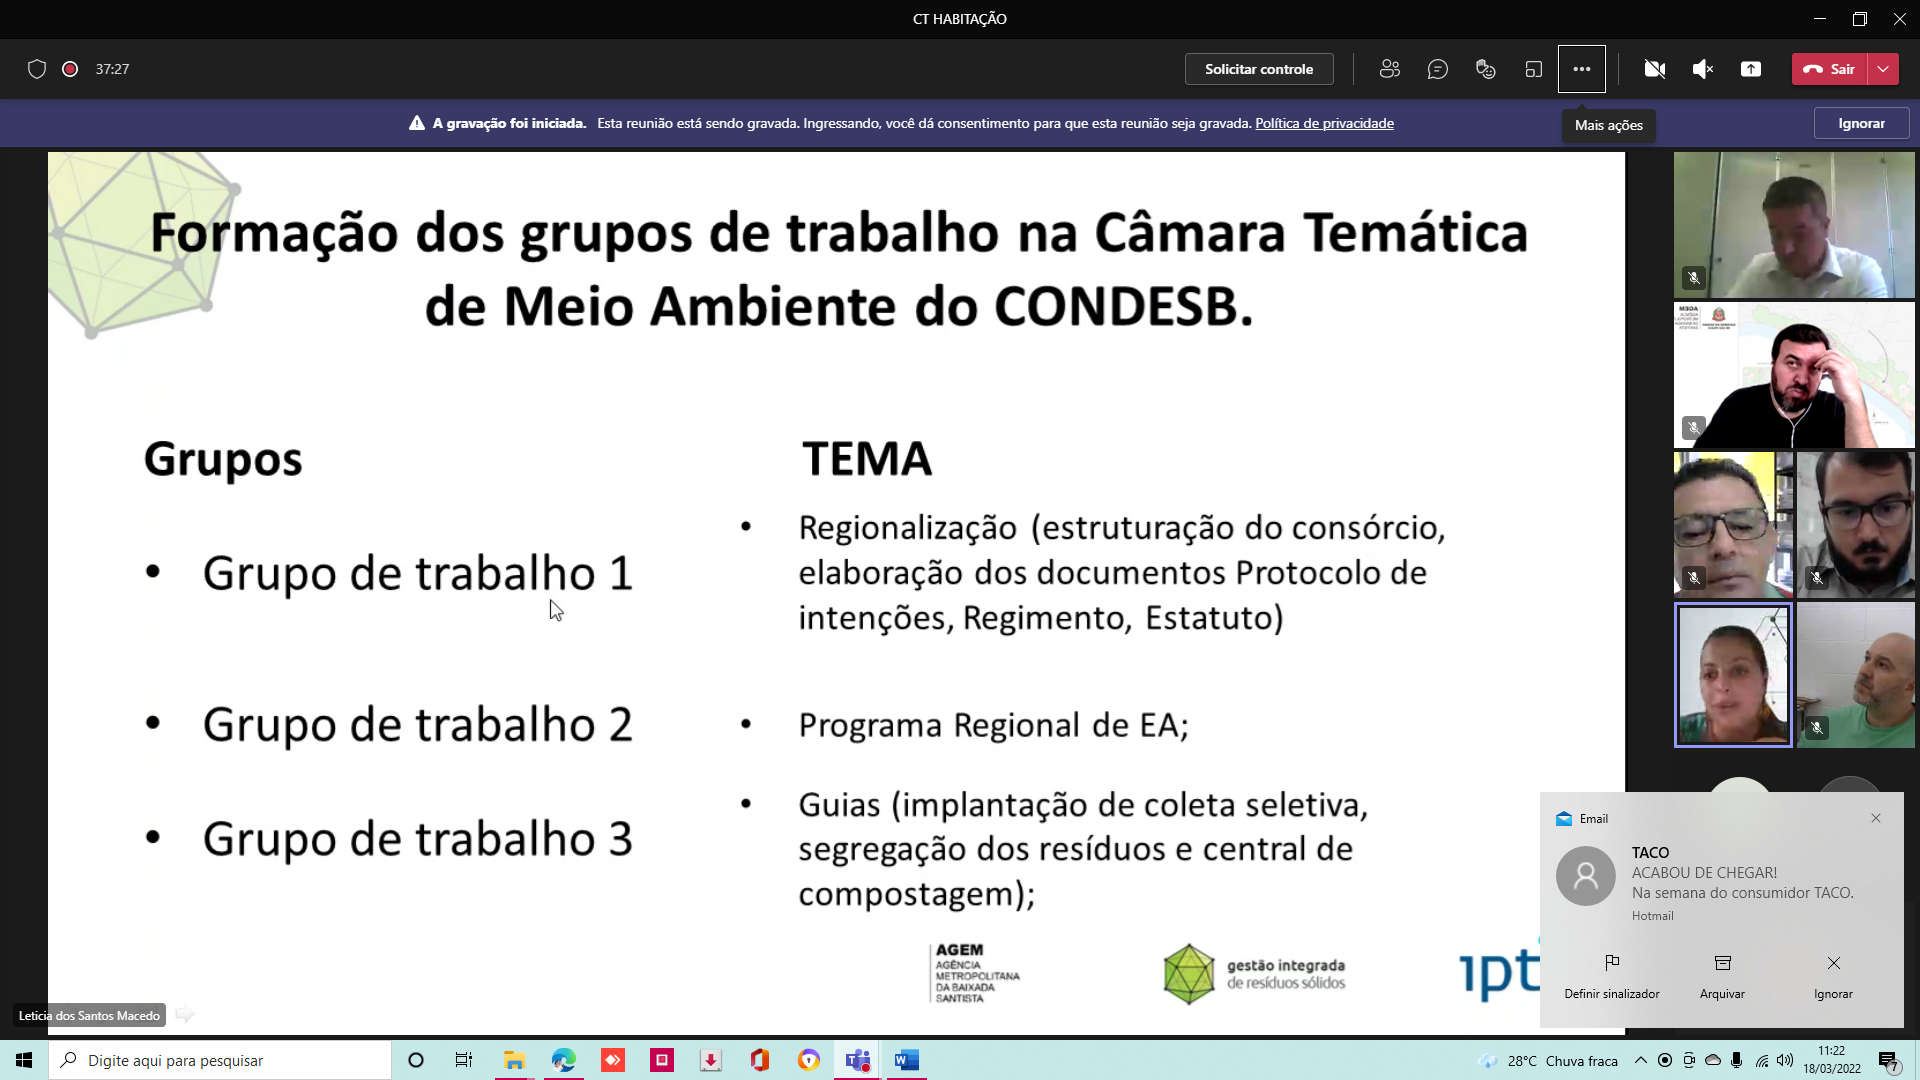 CT HABITAÇÃO
37:27
Solicitar controle
Sair
A gravação foi iniciada. Esta reunião está sendo gravada. Ingressando, você dá consentimento para que esta reunião seja gravada. Política de privacidade
Mais ações
Ignorar
Formação dos grupos de trabalho na Câmara Temática
de Meio Ambiente do CONDESB.
Grupos
TEMA
• Grupo de trabalho 1
• Regionalização (estruturação do consórcio,
elaboração dos documentos Protocolo de
intenções, Regimento, Estatuto)
• Grupo de trabalho 2
• Programa Regional de EA;
• Grupo de trabalho 3
• Guias (implantação de coleta seletiva,
segregação dos resíduos e central de
compostagem);
AGEM
AGÊNCIA
METROPOLITANA
DA BAIXADA
SANTISTA
gestão integrada
de resíduos sólidos
ipt
Leticia dos Santos Macedo
Email
TACO
ACABOU DE CHEGAR!
Na semana do consumidor TACO.
Hotmail
Definir sinalizador
Arquivar
Ignorar
Digite aqui para pesquisar
28°C Chuva fraca
11:22
18/03/2022
7